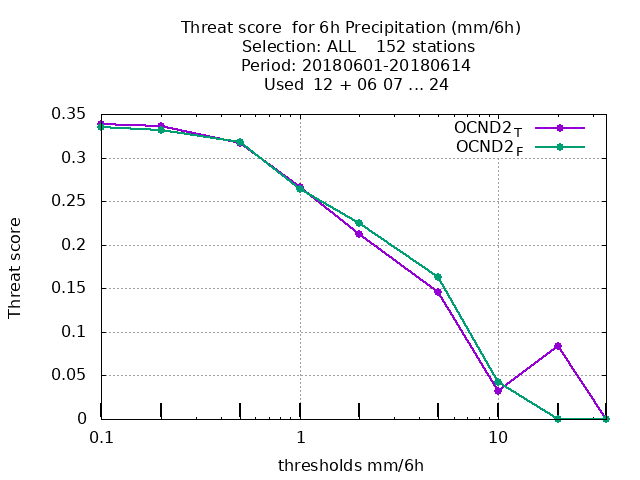 Threat score  for 6h Precipitation (mm/6h)
Selection: ALL    152 stations
Period: 20180601-20180614
Used  12 + 06 07 ... 24
OCND2T
OCND2F
0.35
0.3
0.25
0.2
0.15
0.1
0.05
0
Threat score
0.1
1
10
thresholds mm/6h